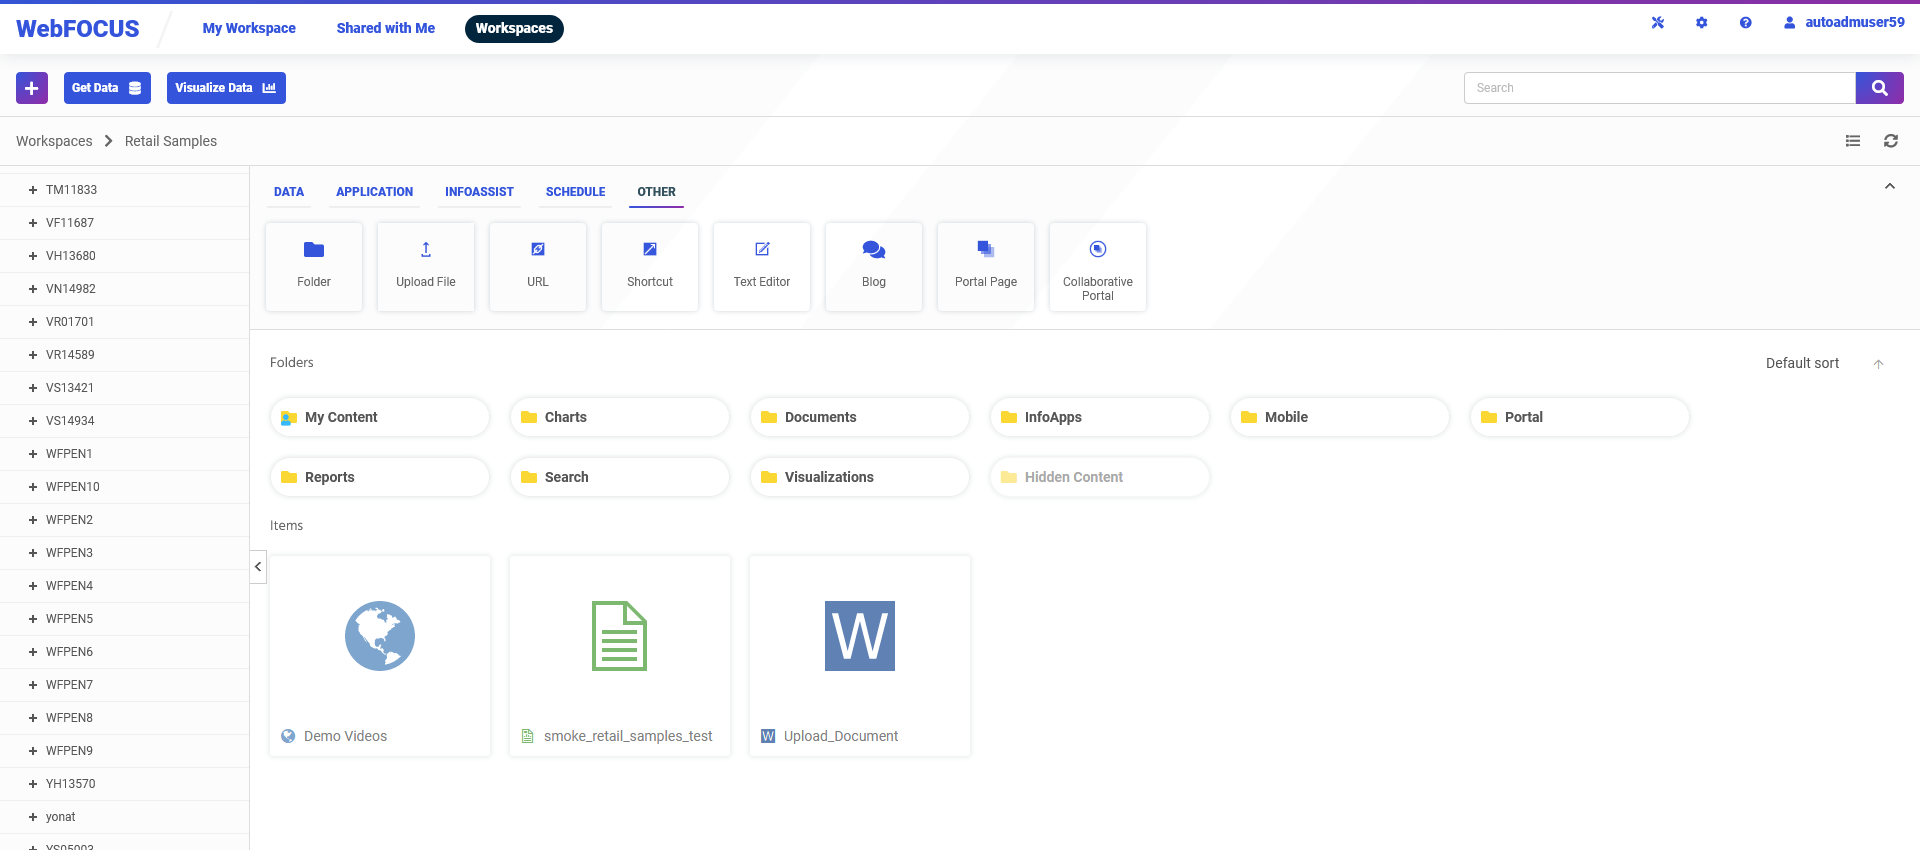 WebFOCUS
My Workspace
Shared with Me
Workspaces
autoadmuser59
Get Data
Visualize Data
Search
Workspaces
Retail Samples
TM11833
VF11687
VH13680
VN14982
VR01701
VR14589
VS13421
VS14934
WFPEN1
WFPEN10
WFPEN2
WFPEN3
WFPEN4
WFPEN5
WFPEN6
WFPEN7
WFPEN8
WFPEN9
YH13570
yonat
DATA
APPLICATION
INFOASSIST
SCHEDULE
OTHER
Folder
Upload File
URL
Shortcut
Text Editor
Blog
Portal Page
Collaborative
Portal
Folders
Default sort
My Content
Charts
Documents
InfoApps
Mobile
Portal
Reports
Search
Visualizations
Hidden Content
Items
W
Demo Videos
smoke_retail_samples_test
W
Upload_Document